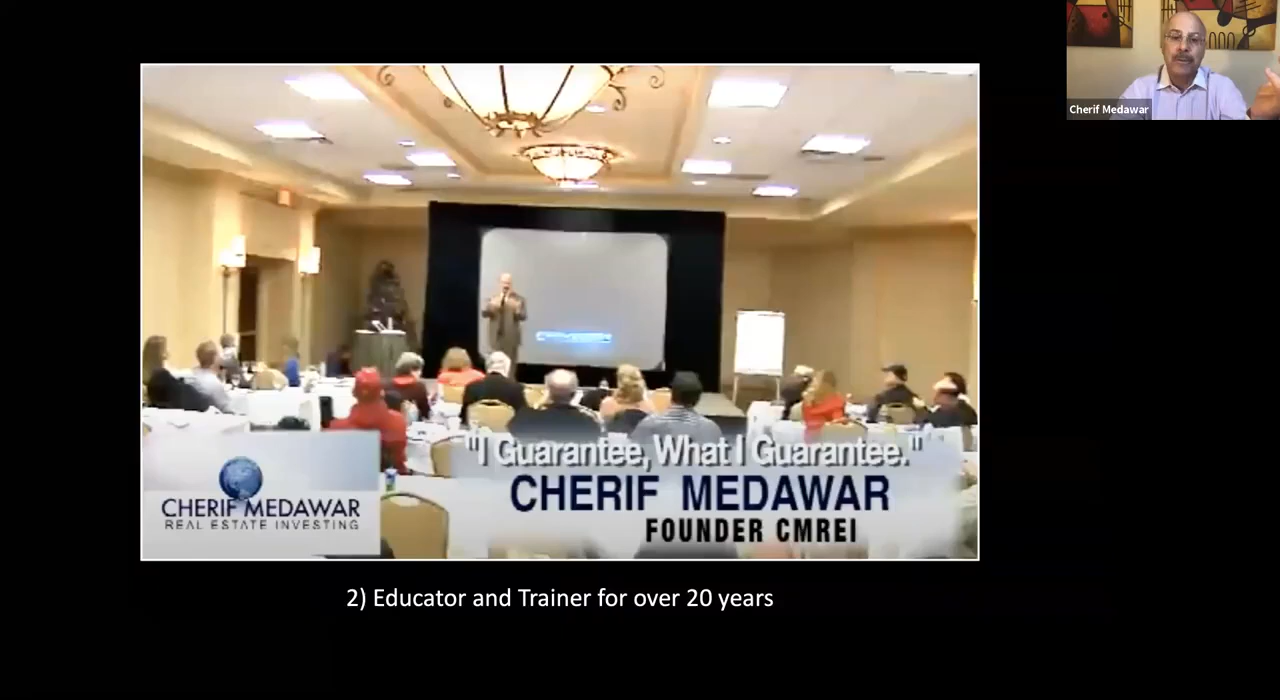 Cherif Medawar
"I Guarantee, What I Guarantee."
CHERIF MEDAWAR
FOUNDER CMREI
CHERIF MEDAWAR
REAL ESTATE INVESTING
2) Educator and Trainer for over 20 years